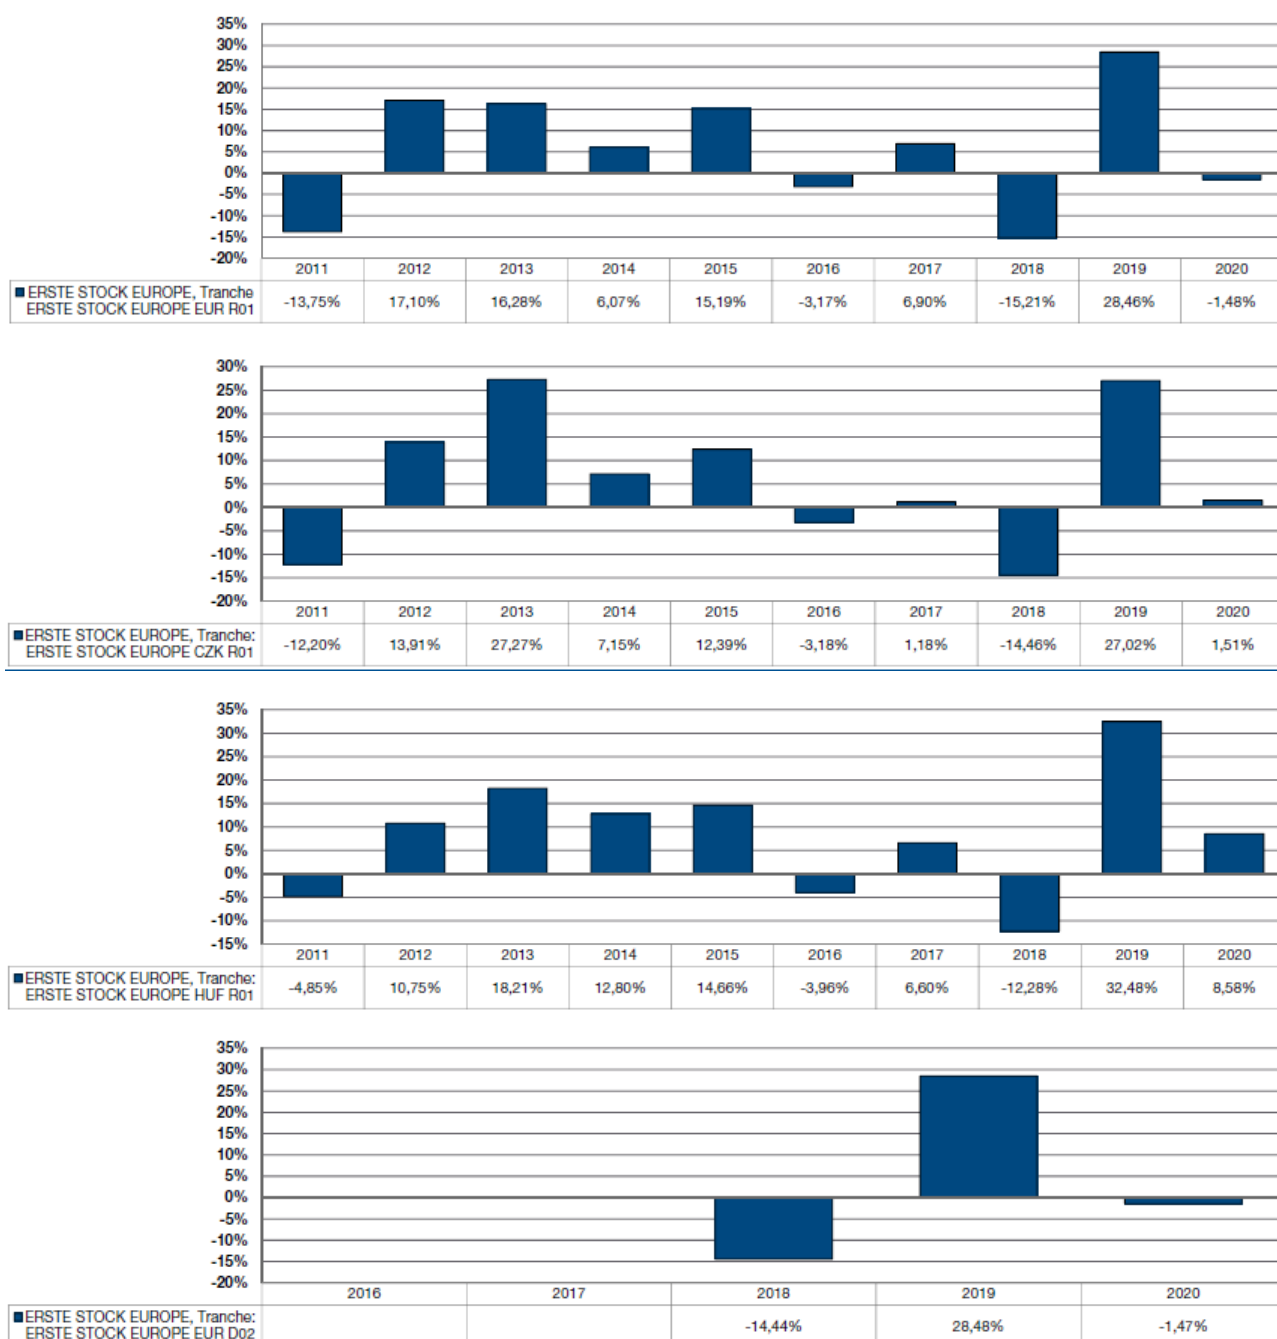 35%
30%
25%
20%
15%
10%
5%
0%
-5%
-10%
-15%
-20%
2011 2012 2013 2014 2015 2016 2017 2018 2019 2020
ERSTE STOCK EUROPE, Tranche
ERSTE STOCK EUROPE EUR R01
-13,75% 17,10% 16,28% 6,07% 15,19% -3,17% 6,90% -15,21% 28,46% -1,48%
30%
25%
20%
15%
10%
5%
0%
-5%
-10%
-15%
-20%
2011 2012 2013 2014 2015 2016 2017 2018 2019 2020
ERSTE STOCK EUROPE, Tranche:
ERSTE STOCK EUROPE CZK R01
-12,20% 13,91% 27,27% 7,15% 12,39% -3,18% 1,18% -14,46% 27,02% 1,51%
35%
30%
25%
20%
15%
10%
5%
0%
-5%
-10%
-15%
2011 2012 2013 2014 2015 2016 2017 2018 2019 2020
ERSTE STOCK EUROPE, Tranche:
ERSTE STOCK EUROPE HUF R01
-4,85% 10,75% 18,21% 12,80% 14,66% -3,96% 6,60% -12,28% 32,48% 8,58%
35%
30%
25%
20%
15%
10%
5%
0%
-5%
-10%
-15%
-20%
2016 2017 2018 2019 2020
ERSTE STOCK EUROPE, Tranche:
ERSTE STOCK EUROPE EUR D02
-14,44% 28,48% -1,47%